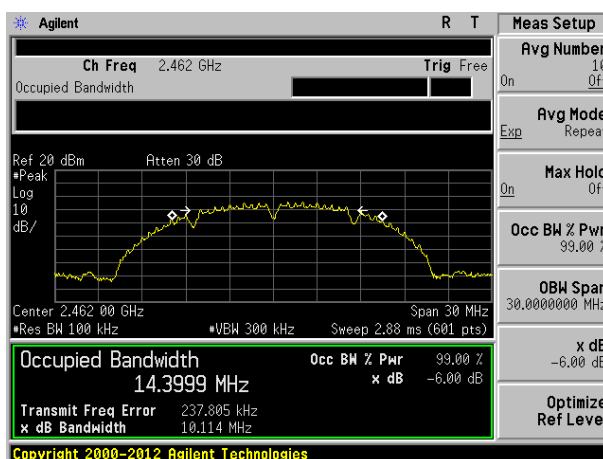 Agilent R T
Meas Setup
Ch Freq 2.462 GHz Trig Free
Occupied Bandwidth
Avg Number
10
On Off
Avg Mode
Exp Repeat
Max Hold
On Off
Occ BW % Pwr
99.00 %
OBW Span
30.0000000 MHz
x dB
-6.00 dB
Optimize
Ref Level
Ref 20 dBm Atten 30 dB
#Peak
Log
10
dB/
Center 2.462 00 GHz Span 30 MHz
#Res BW 100 kHz #VBW 300 kHz Sweep 2.88 ms (601 pts)
Occupied Bandwidth
14.3999 MHz
Occ BW % Pwr 99.00 %
x dB -6.00 dB
Transmit Freq Error 237.805 kHz
x dB Bandwidth 10.114 MHz
Copyright 2000-2012 Agilent Technologies